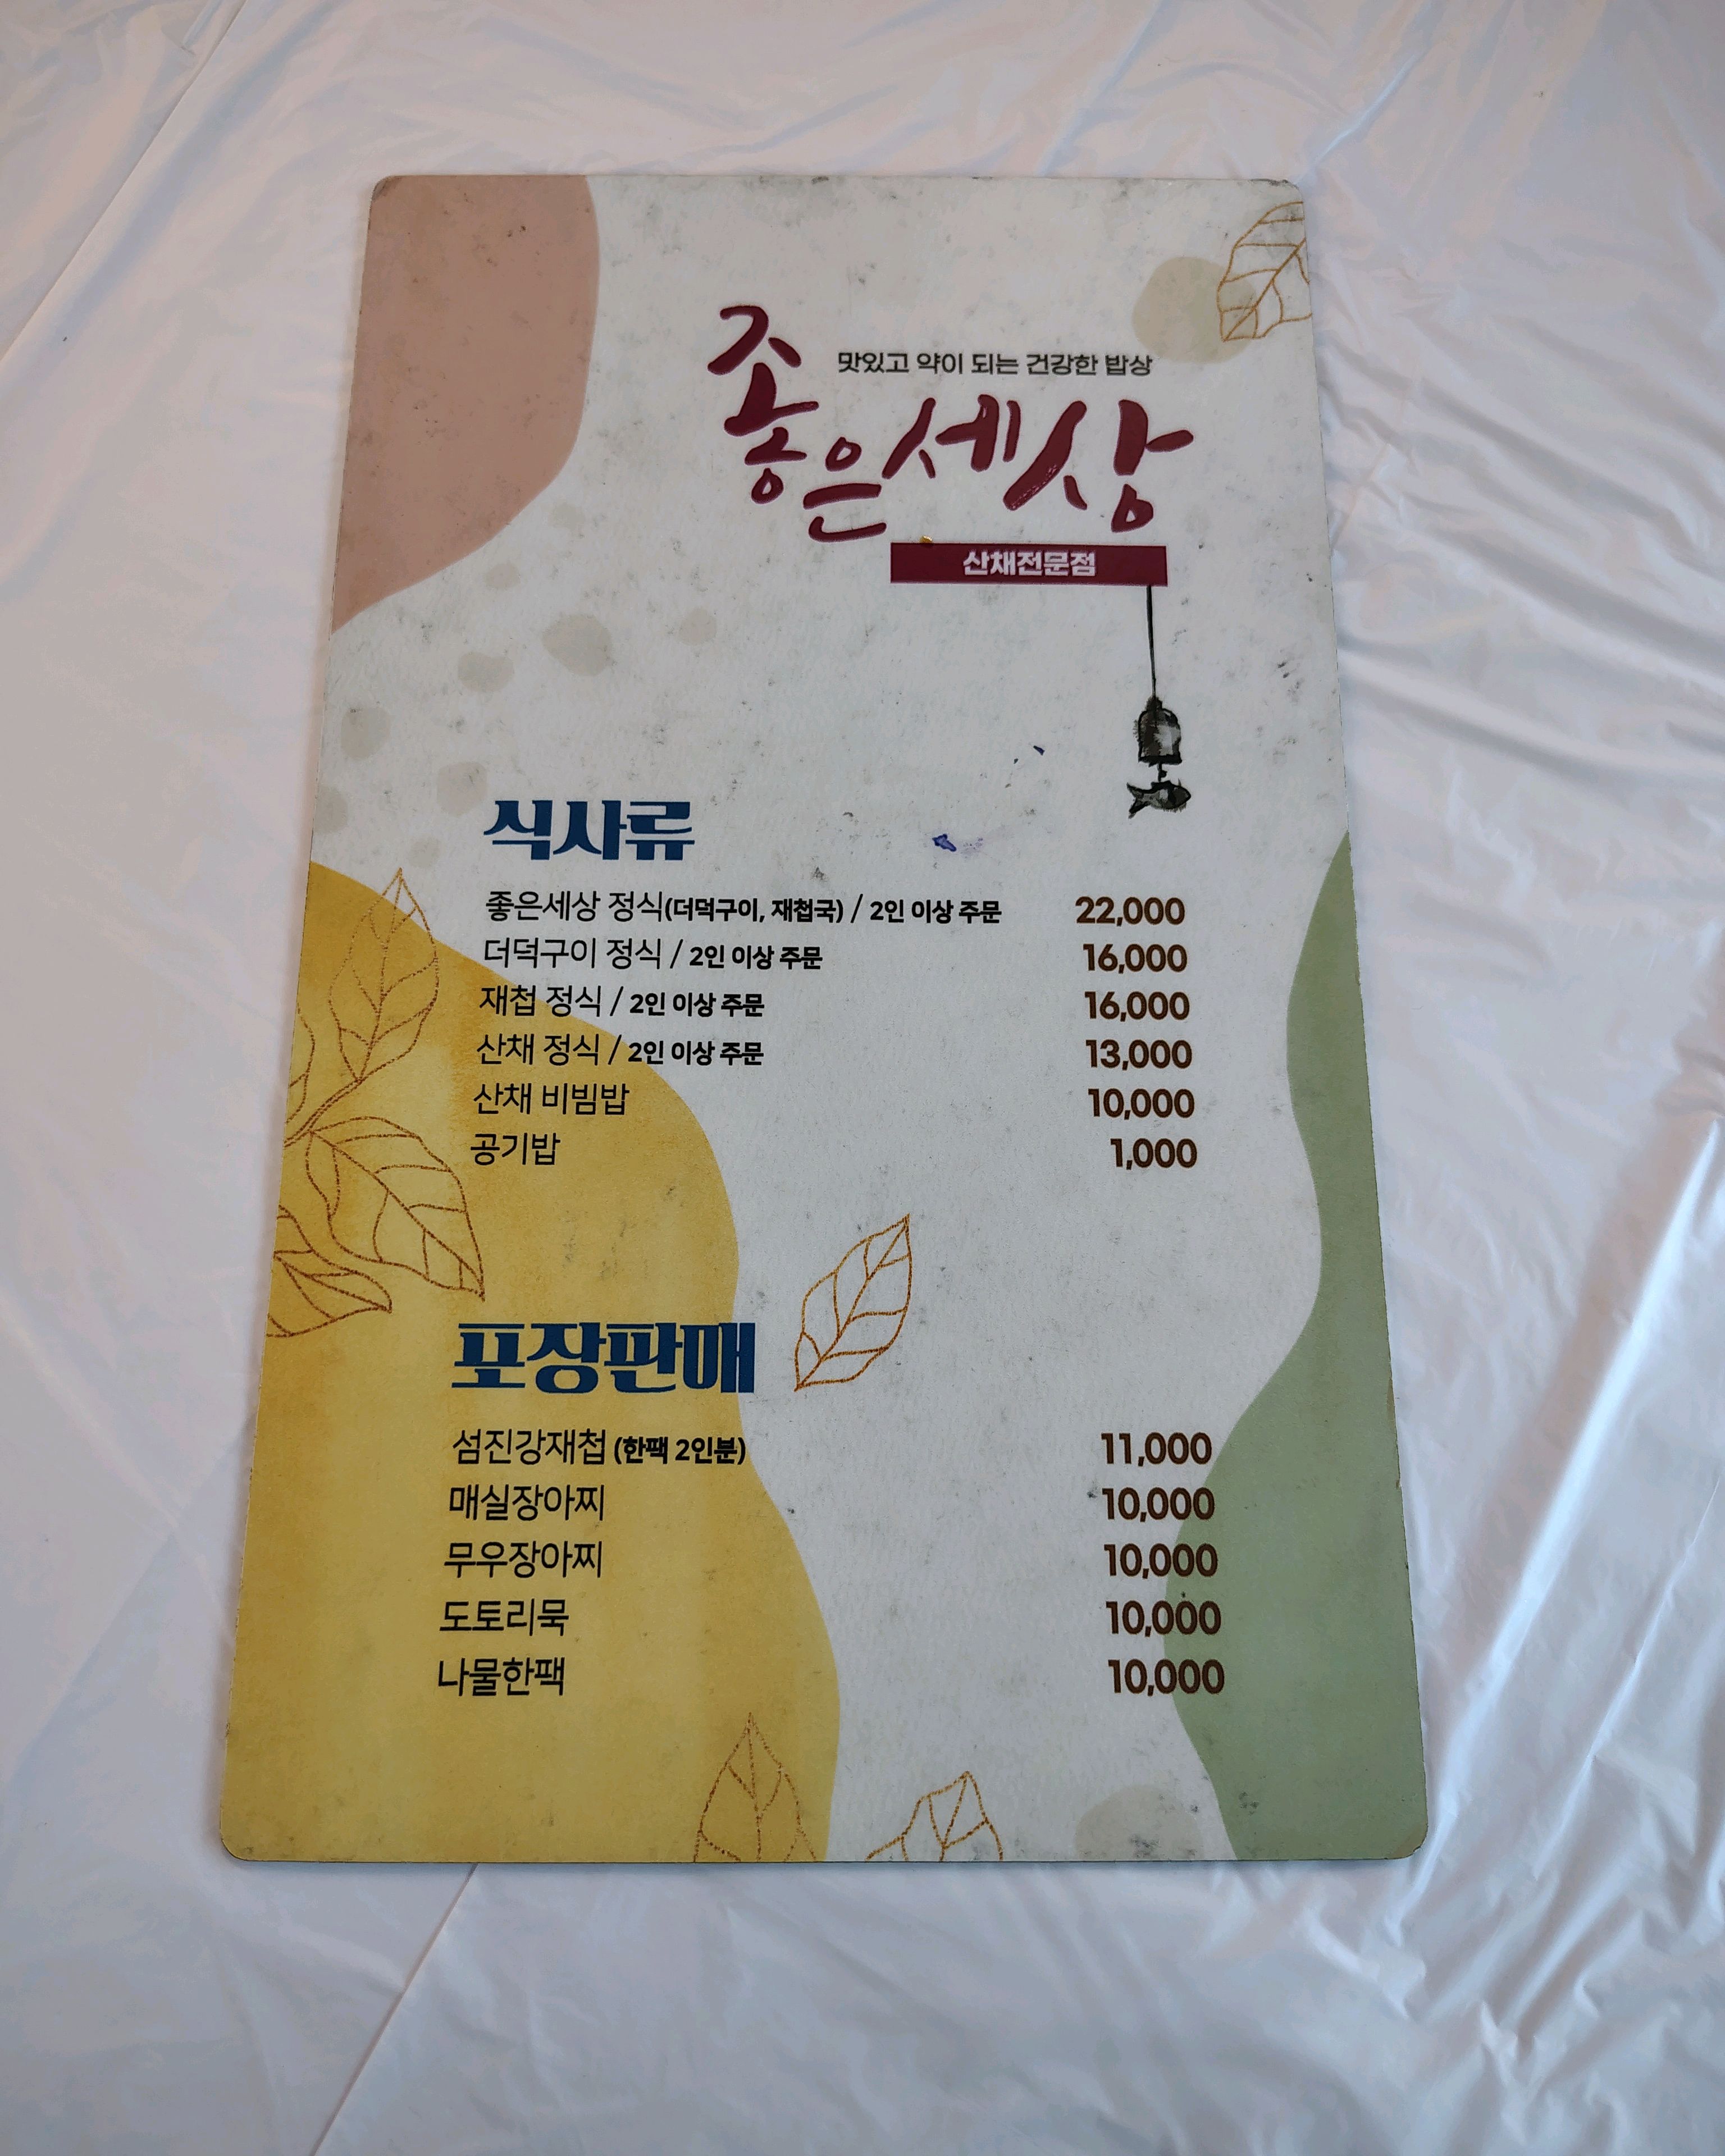 맛있고 약이 되는 건강한 밥상
좋은세상
산채전문점
식사류
좋은세상 정식(더덕구이, 재첩국) / 2인 이상 주문 22,000
더덕구이 정식 / 2인 이상 주문 16,000
재첩 정식 / 2인 이상 주문 16,000
산채 정식 / 2인 이상 주문 13,000
산채 비빔밥 10,000
공기밥 1,000
포장판매
섬진강재첩 (한팩 2인분) 11,000
매실장아찌 10,000
무우장아찌 10,000
도토리묵 10,000
나물한팩 10,000